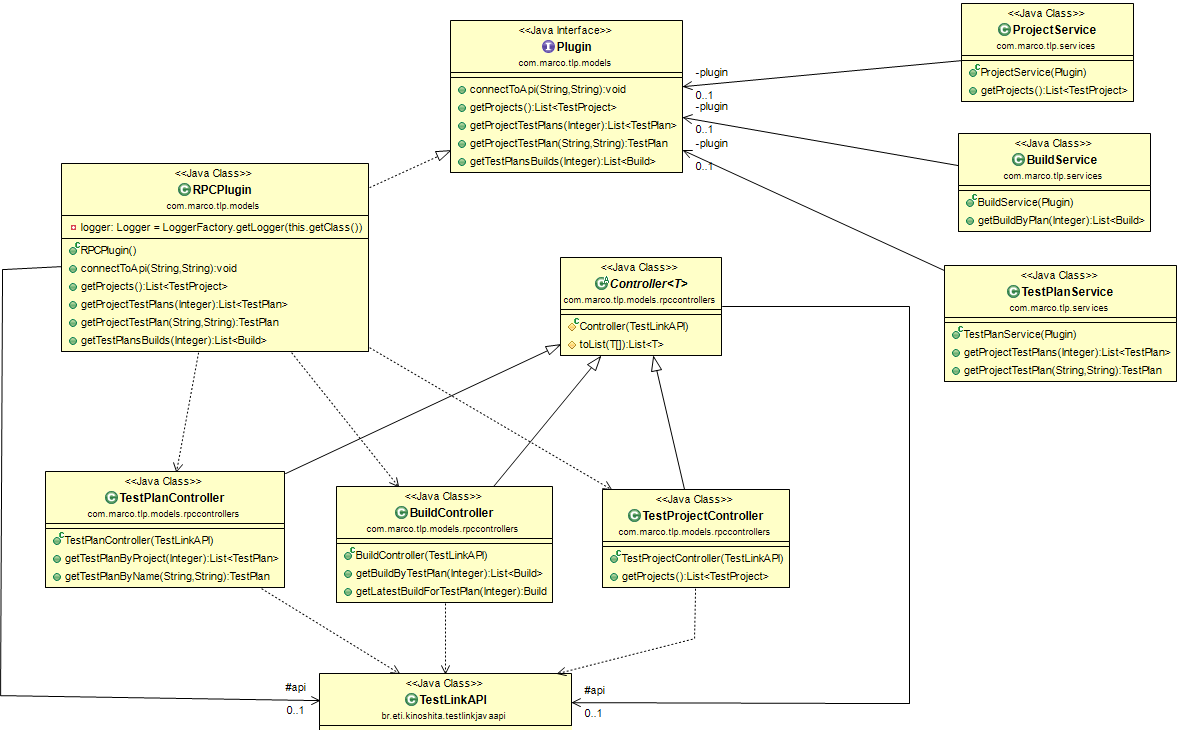 <<Java Interface>>
Plugin
com.marco.tlp.models
connectToApi(String,String):void
getProjects():List<TestProject>
getProjectTestPlans(Integer):List<TestPlan>
getProjectTestPlan(String,String):TestPlan
getTestPlansBuilds(Integer):List<Build>
<<Java Class>>
ProjectService
com.marco.tlp.services
ProjectService(Plugin)
getProjects():List<TestProject>
-plugin
0..1
-plugin
0..1
-plugin
0..1
<<Java Class>>
BuildService
com.marco.tlp.services
BuildService(Plugin)
getBuildByPlan(Integer):List<Build>
<<Java Class>>
RPCPlugin
com.marco.tlp.models
logger: Logger = LoggerFactory.getLogger(this.getClass())
RPCPlugin()
connectToApi(String,String):void
getProjects():List<TestProject>
getProjectTestPlans(Integer):List<TestPlan>
getProjectTestPlan(String,String):TestPlan
getTestPlansBuilds(Integer):List<Build>
<<Java Class>>
Controller<T>
com.marco.tlp.models.rpccontrollers
Controller(TestLinkAPI)
toList(T[]):List<T>
<<Java Class>>
TestPlanService
com.marco.tlp.services
TestPlanService(Plugin)
getProjectTestPlans(Integer):List<TestPlan>
getProjectTestPlan(String,String):TestPlan
<<Java Class>>
TestPlanController
com.marco.tlp.models.rpccontrollers
TestPlanController(TestLinkAPI)
getTestPlanByProject(Integer):List<TestPlan>
getTestPlanByName(String,String):TestPlan
<<Java Class>>
BuildController
com.marco.tlp.models.rpccontrollers
BuildController(TestLinkAPI)
getBuildByTestPlan(Integer):List<Build>
getLatestBuildForTestPlan(Integer):Build
<<Java Class>>
TestProjectController
com.marco.tlp.models.rpccontrollers
TestProjectController(TestLinkAPI)
getProjects():List<TestProject>
#api
0..1
<<Java Class>>
TestLinkAPI
br.eti.kinoshita.testlinkjavaapi
#api
0..1